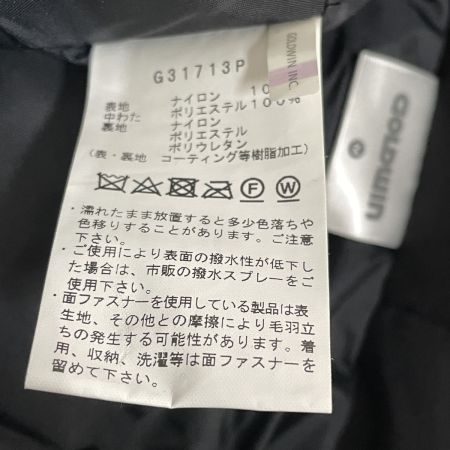 GOLDWIN INC.
G31713P
表地 ナイロン
中わた ポリエステル 100%
裏地 ナイロン
ポリエステル
ポリウレタン
(表・裏地 コーティング等樹脂加工)
F W
・濡れたまま放置すると多少色落ちや
色移りすることがあります。ご注意
下さい。
・ご使用により表面の撥水性が低下し
た場合は、市販の撥水スプレーをご
使用下さい。
・面ファスナーを使用している製品は表
生地、その他との摩擦により毛羽立
ちの発生する可能性があります。着
用、収納、洗濯等は面ファスナーを
留めて下さい。
GOLDWIN